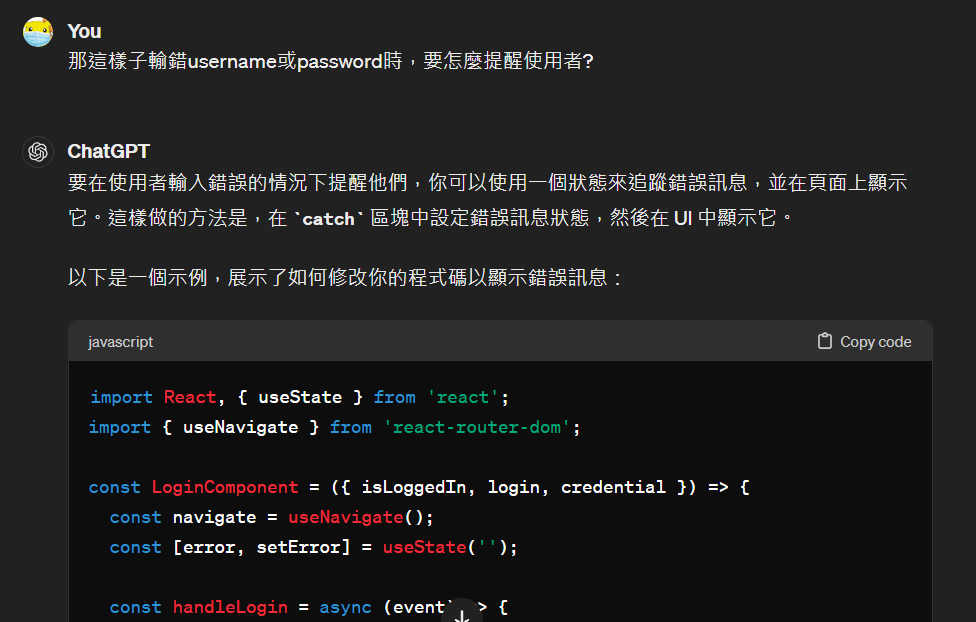 You
那這樣子輸錯username或password時，要怎麼提醒使用者?
ChatGPT
要在使用者輸入錯誤的情況下提醒他們，你可以使用一個狀態來追蹤錯誤訊息，並在頁面上顯示
它。這樣做的方法是，在 `catch` 區塊中設定錯誤訊息狀態，然後在 UI 中顯示它。
以下是一個示例，展示了如何修改你的程式碼以顯示錯誤訊息：
javascript
Copy code
import React, { useState } from 'react';
import { useNavigate } from 'react-router-dom';
const LoginComponent = ({ isLoggedIn, login, credential }) => {
const navigate = useNavigate();
const [error, setError] = useState('');
const handleLogin = async (event) => {